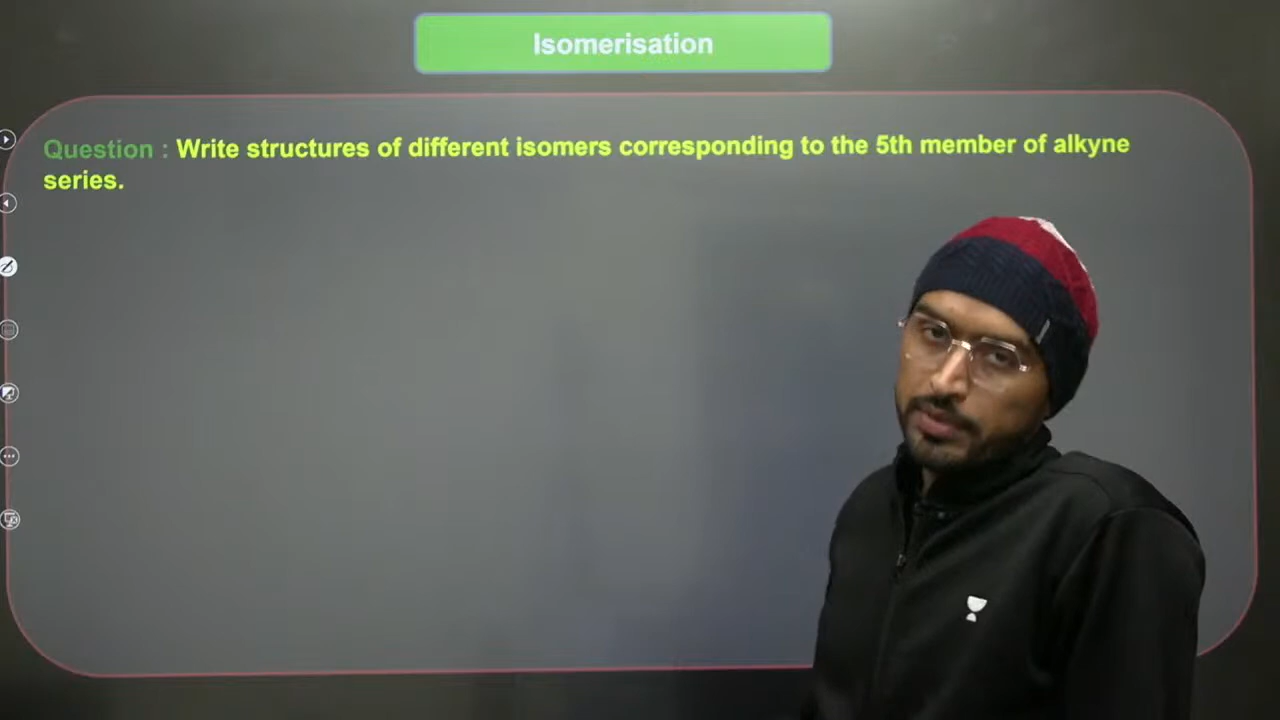 Isomerisation
Question : Write structures of different isomers corresponding to the 5th member of alkyne
series.